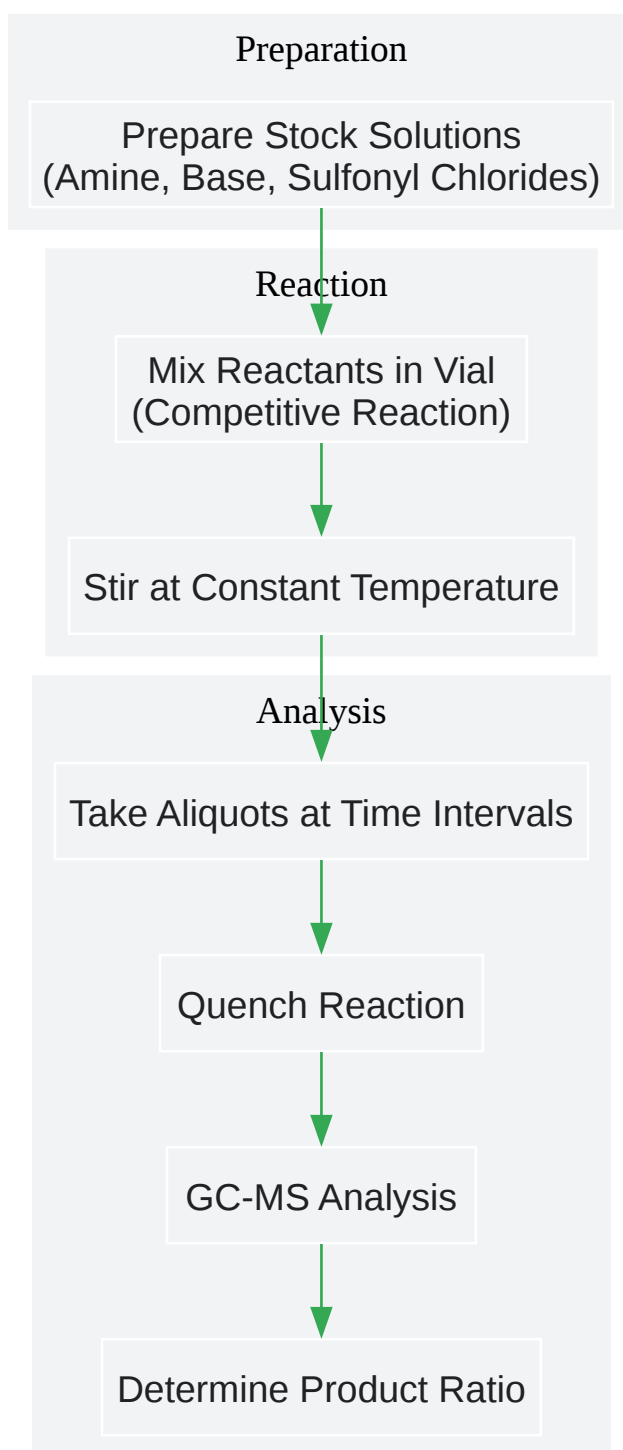 Preparation
Prepare Stock Solutions
(Amine, Base, Sulfonyl Chlorides)
Reaction
Mix Reactants in Vial
(Competitive Reaction)
Stir at Constant Temperature
Analysis
Take Aliquots at Time Intervals
Quench Reaction
GC-MS Analysis
Determine Product Ratio